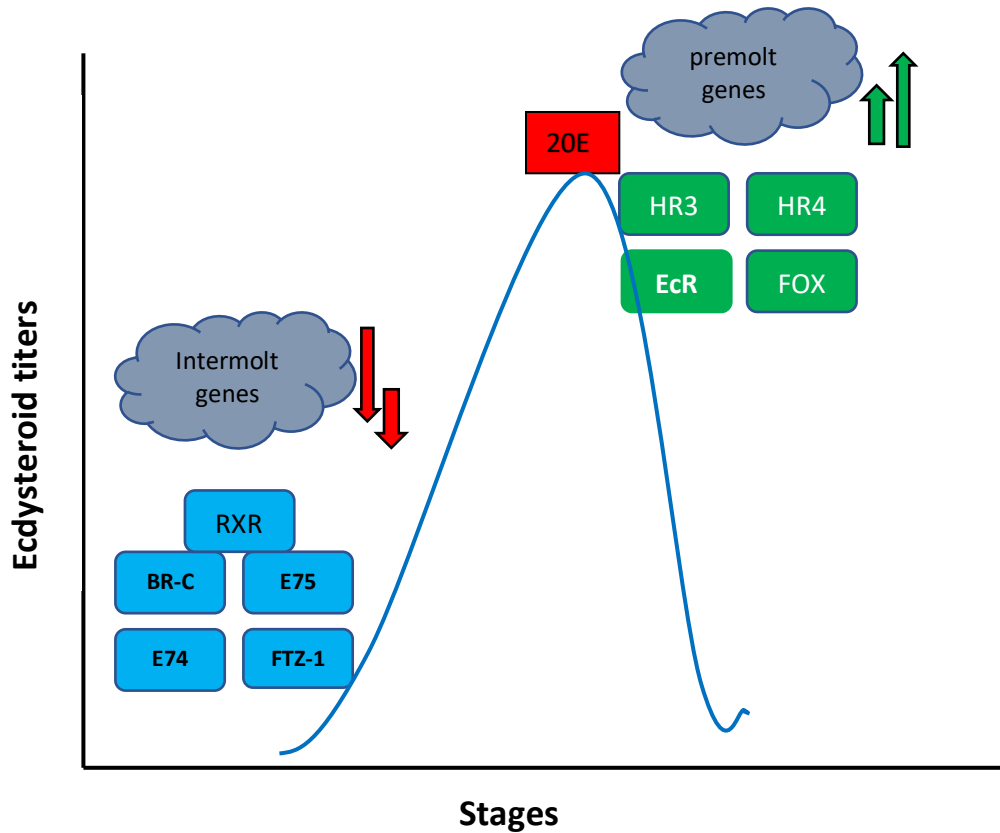 premolt
genes
20E
HR3
HR4
EcR
FOX
Intermolt
genes
RXR
BR-C
E75
E74
FTZ-1
Ecdysteroid titers
Stages